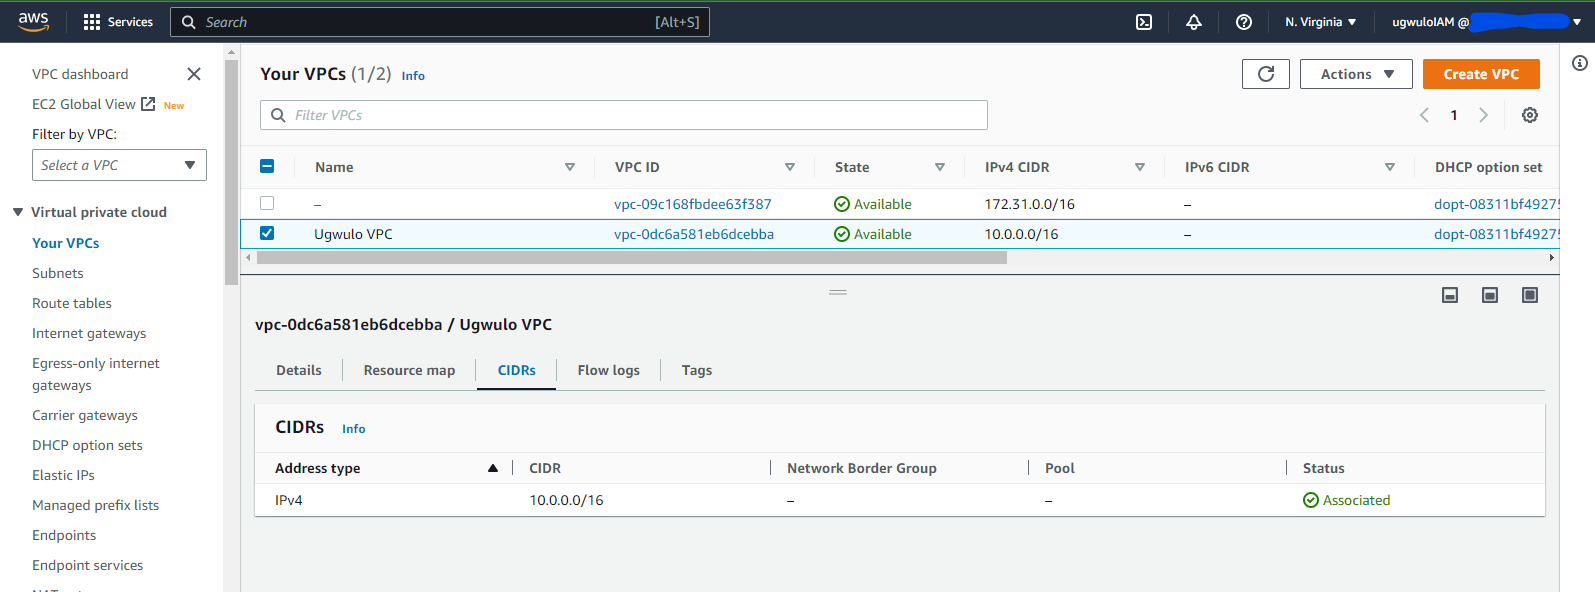 aws Services Search [Alt+S] N. Virginia ugwuloIAM @
VPC dashboard
EC2 Global View New
Filter by VPC:
Select a VPC
Virtual private cloud
Your VPCs
Subnets
Route tables
Internet gateways
Egress-only internet
gateways
Carrier gateways
DHCP option sets
Elastic IPs
Managed prefix lists
Endpoints
Endpoint services
Your VPCs (1/2) Info Actions Create VPC
Filter VPCs 1
Name VPC ID State IPv4 CIDR IPv6 CIDR DHCP option set
– vpc-09c168fbdee63f387 Available 172.31.0.0/16 – dopt-08311bf49275
Ugwulo VPC vpc-0dc6a581eb6dcebba Available 10.0.0.0/16 – dopt-08311bf49275
vpc-0dc6a581eb6dcebba / Ugwulo VPC
Details Resource map CIDRs Flow logs Tags
CIDRs Info
Address type CIDR Network Border Group Pool Status
IPv4 10.0.0.0/16 – – Associated